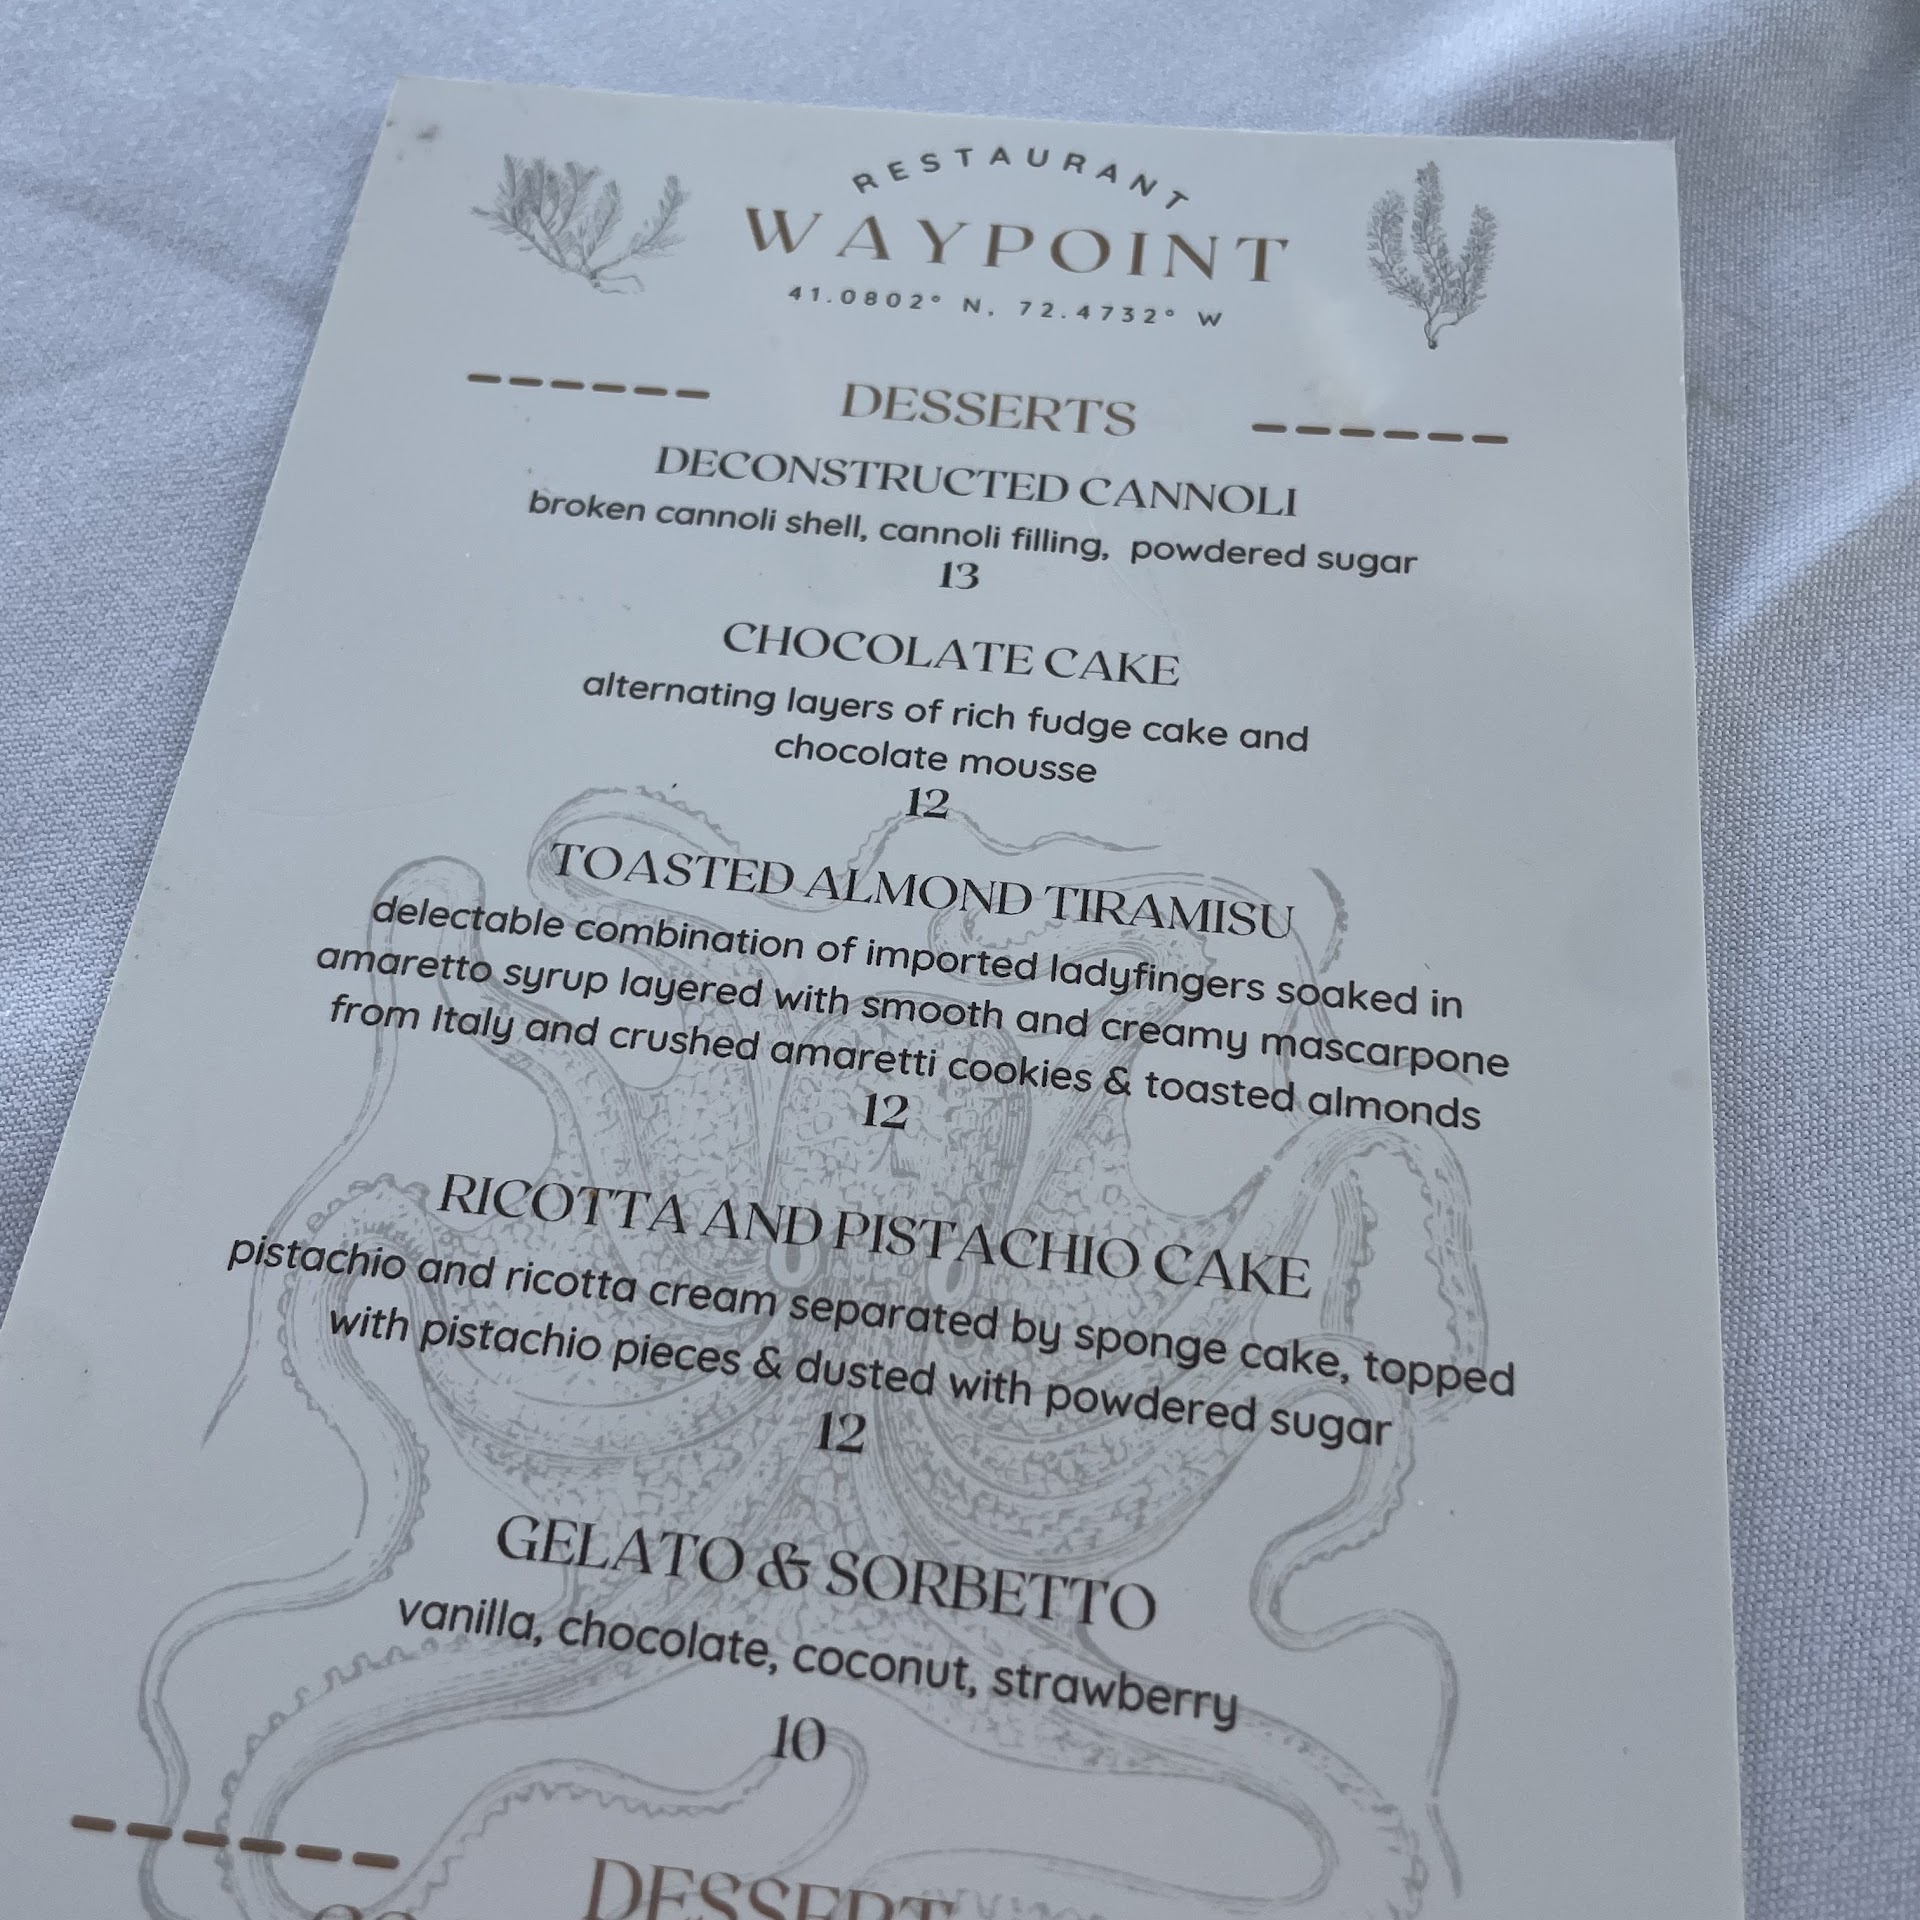 RESTAURANT
WAYPOINT
41.0802° N, 72.4732° W
DESSERTS
DECONSTRUCTED CANNOLI
broken cannoli shell, cannoli filling, powdered sugar
13
CHOCOLATE CAKE
alternating layers of rich fudge cake and
chocolate mousse
12
TOASTED ALMOND TIRAMISU
delectable combination of imported ladyfingers soaked in
amaretto syrup layered with smooth and creamy mascarpone
from Italy and crushed amaretti cookies & toasted almonds
12
RICOTTA AND PISTACHIO CAKE
pistachio and ricotta cream separated by sponge cake, topped
with pistachio pieces & dusted with powdered sugar
12
GELATO & SORBETTO
vanilla, chocolate, coconut, strawberry
10
DESSERT